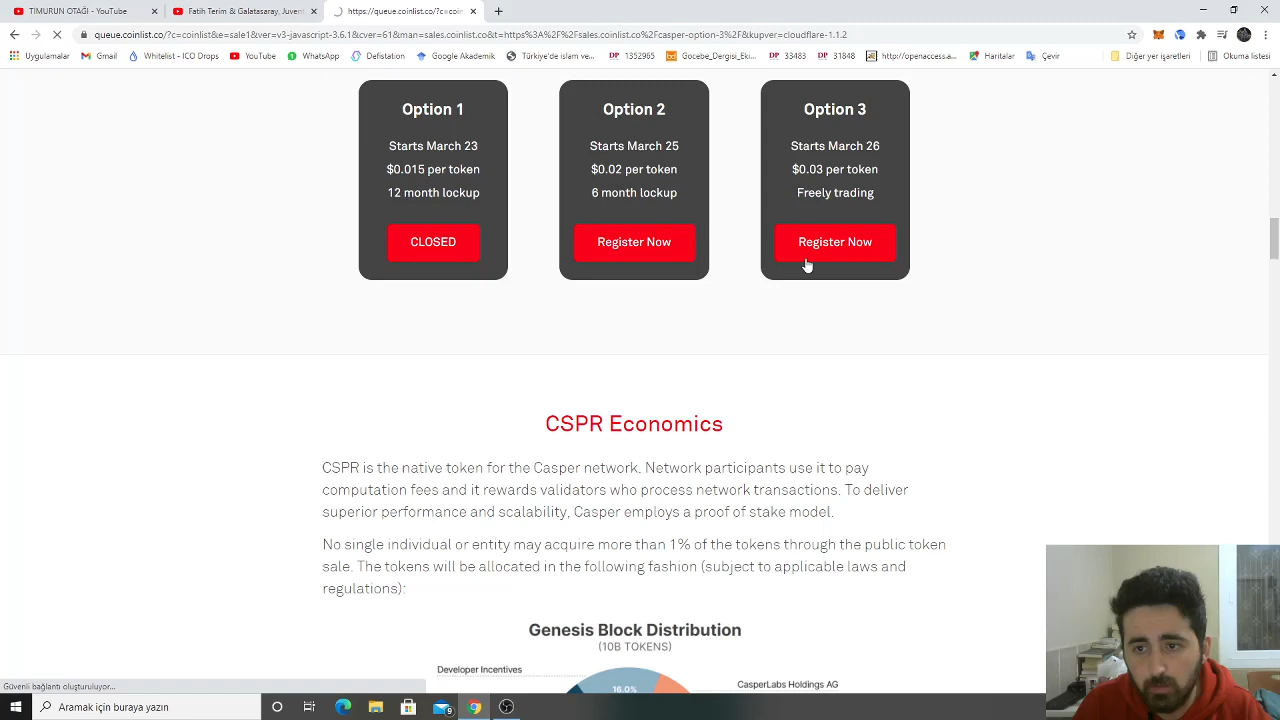 TİMURUN OTAĞI - YouTube
Fatih Terim & Galatasaray, Juvent
https://queue.coinlist.co/?c=coin
queue.coinlist.co/?c=coinlist&e=sale1&ver=v3-javascript-3.6.1&cver=61&man=sales.coinlist.co&t=https%3A%2F%2Fsales.coinlist.co%2Fcasper-option-3%2F&kupver=cloudflare-1.1.2
Uygulamalar
Gmail
Whitelist - ICO Drops
YouTube
WhatsApp
Defistation
Google Akademik
Türkiye'de islam ve...
DP 1352965
Gocebe_Dergisi_Eki...
DP 33483
DP 31848
http://openaccess.a...
Haritalar
Çevir
Diğer yer işaretleri
Okuma listesi
Option 1
Starts March 23
$0.015 per token
12 month lockup
CLOSED
Option 2
Starts March 25
$0.02 per token
6 month lockup
Register Now
Option 3
Starts March 26
$0.03 per token
Freely trading
Register Now
CSPR Economics
CSPR is the native token for the Casper network. Network participants use it to pay
computation fees and it rewards validators who process network transactions. To deliver
superior performance and scalability, Casper employs a proof of stake model.
No single individual or entity may acquire more than 1% of the tokens through the public token
sale. The tokens will be allocated in the following fashion (subject to applicable laws and
regulations):
Genesis Block Distribution
(10B TOKENS)
Developer Incentives
16.0%
CasperLabs Holdings AG
Güvenli bağlantı oluşturuluyor...
Aramak için buraya yazın
9